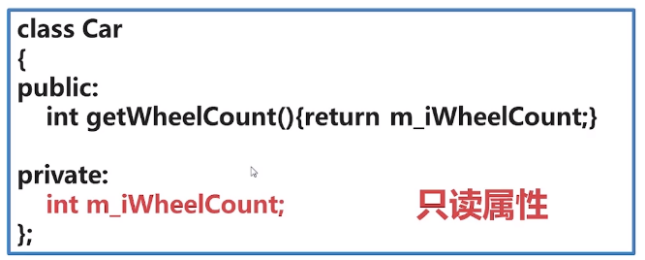 class Car
{
public:
int getWheelCount(){return m_iWheelCount;}
private:
int m_iWheelCount; 只读属性
};